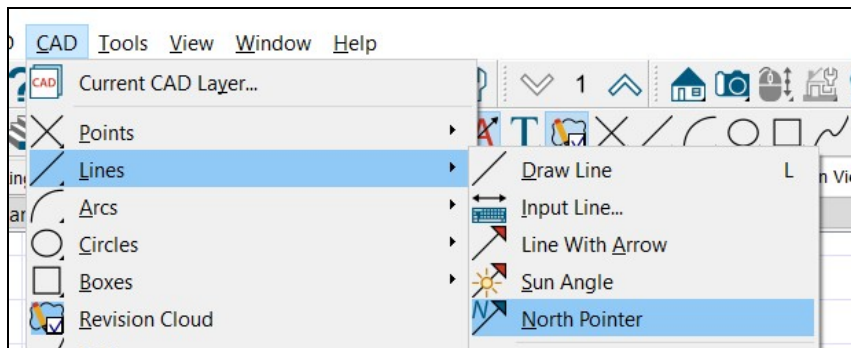 CAD Tools View Window Help
CAD Current CAD Layer...
1
Points
T
Lines
Draw Line L
Arcs
Input Line...
Circles
Line With Arrow
Boxes
Sun Angle
Revision Cloud
N North Pointer